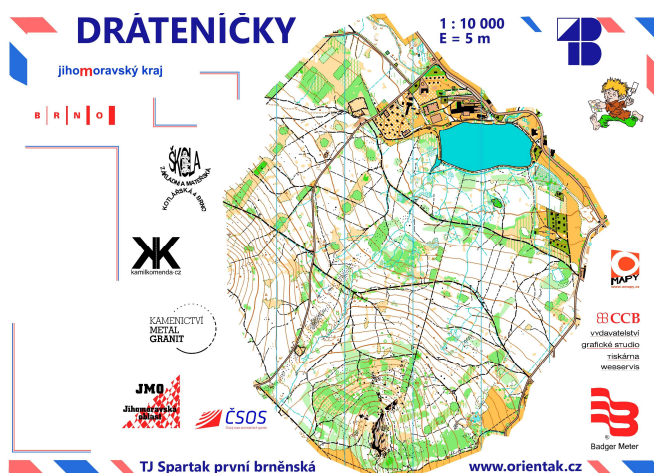 DRÁTENÍČKY
1 : 10 000
E = 5 m
jihomoravský kraj
B R N O
ŠKOLA
ZÁKLADNÍ A MATEŘSKÁ
KOTLÁŘSKÁ 4 BRNO
kamilkomenda-cz
KAMENICTVÍ
METAL
GRANIT
JMO
Jihomoravská
oblast
ČSOS
MAPY
CCB
vydavatelství
grafické studio
tiskárna
webservis
®
Badger Meter
TJ Spartak první brněnská
www.orientak.cz